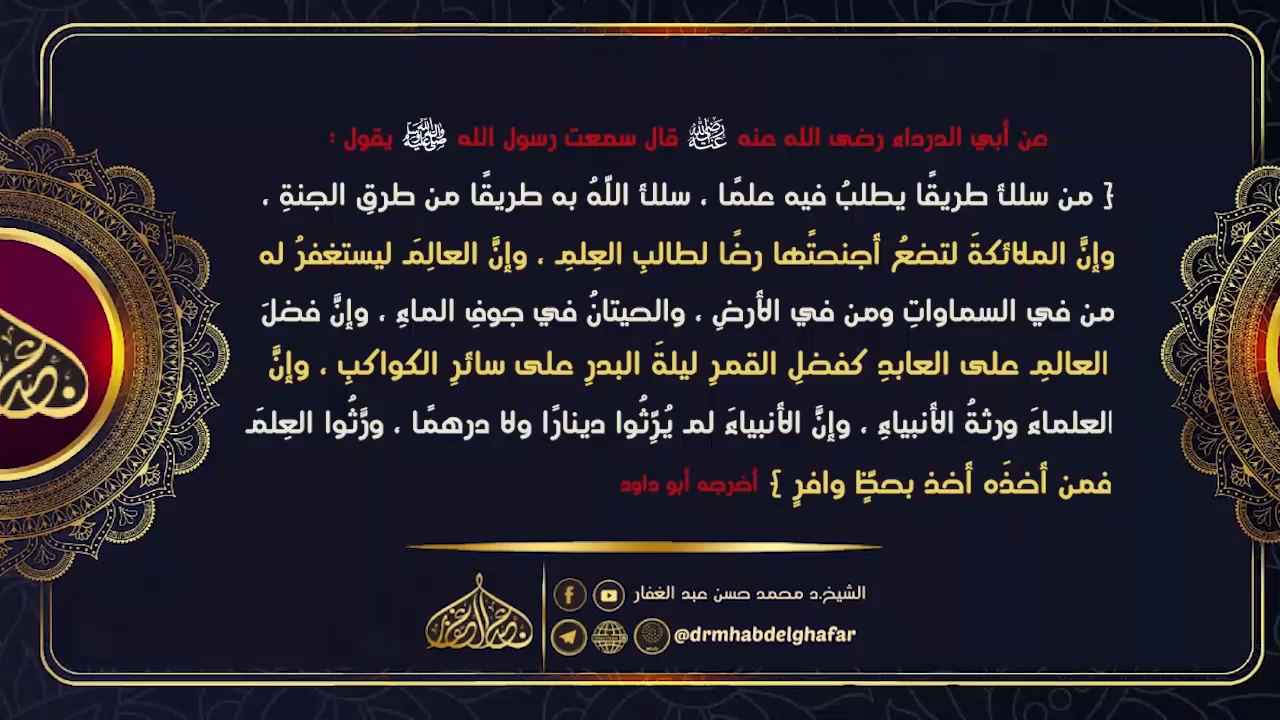 عن أبي الدرداء رضى الله عنه ﵁ قال سمعت رسول الله ﷺ يقول :
{ من سلك طريقًا يطلبُ فيه علمًا ، سلك اللّهُ به طريقًا من طرقِ الجنةِ ،
وإنَّ الملائكةَ لتضعُ أجنحتَها رضًا لطالبِ العِلمِ ، وإنَّ العالِمَ ليستغفرُ له
من في السماواتِ ومن في الأرضِ ، والحيتانُ في جوفِ الماءِ ، وإنَّ فضلَ
العالمِ على العابدِ كفضلِ القمرِ ليلةَ البدرِ على سائرِ الكواكبِ ، وإنَّ
العلماءَ ورثةُ الأنبياءِ ، وإنَّ الأنبياءَ لم يُرِّثُوا دينارًا ولا درهمًا ، ورَّثُوا العِلمَ
فمن أخذَه أخذ بحظٍّ وافرٍ } أخرجه أبو داود
الشيخ.د محمد حسن عبد الغفار
@drmhabdelghafar